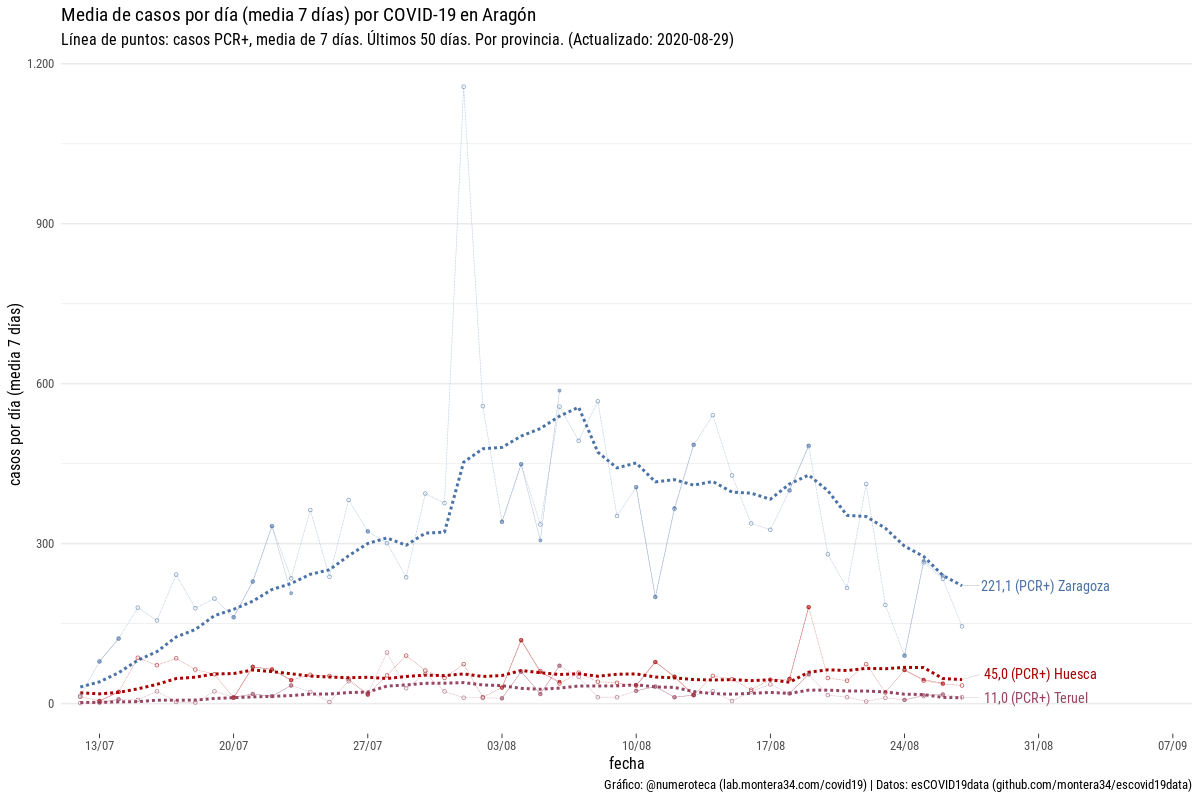 Media de casos por día (media 7 días) por COVID-19 en Aragón
Línea de puntos: casos PCR+, media de 7 días. Últimos 50 días. Por provincia. (Actualizado: 2020-08-29)
casos por día (media 7 días)
1.200
900
600
300
0
221,1 (PCR+) Zaragoza
45,0 (PCR+) Huesca
11,0 (PCR+) Teruel
13/07
20/07
27/07
03/08
10/08
17/08
24/08
31/08
07/09
fecha
Gráfico: @numeroteca (lab.montera34.com/covid19) | Datos: esCOVID19data (github.com/montera34/escovid19data)